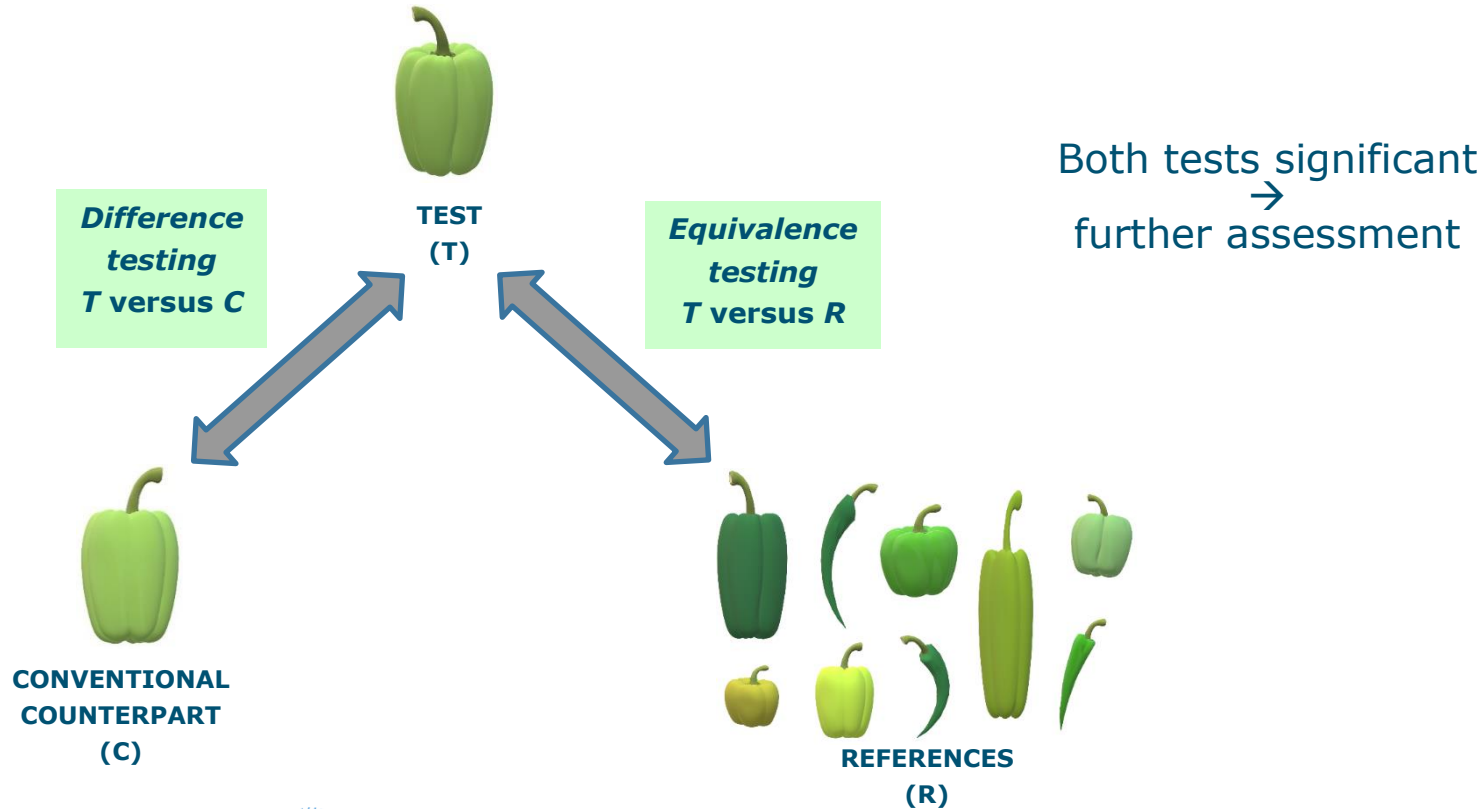 TEST
(T)
Difference
testing
T versus C
Equivalence
testing
T versus R
Both tests significant
→
further assessment
CONVENTIONAL
COUNTERPART
(C)
REFERENCES
(R)